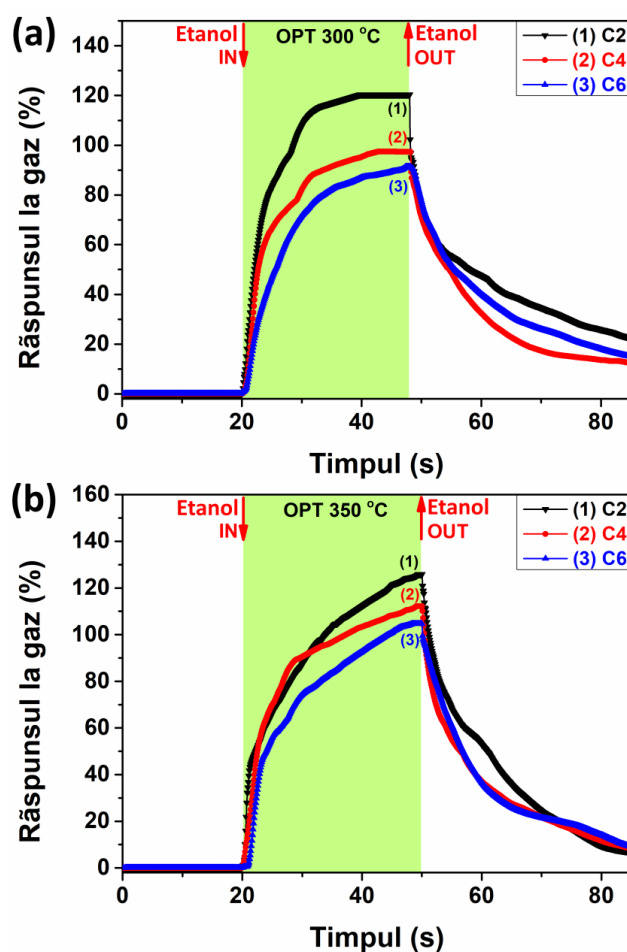 (a)
Etanol
IN
OPT 300 °C
Etanol
OUT
(1) C2
(2) C4
(3) C6
(1)
(2)
(3)
Rãspunsul la gaz (%)
140
120
100
80
60
40
20
0
0 20 40 60 80
Timpul (s)
(b)
Etanol
IN
OPT 350 °C
Etanol
OUT
(1) C2
(2) C4
(3) C6
(1)
(2)
(3)
Rãspunsul la gaz (%)
160
140
120
100
80
60
40
20
0
0 20 40 60 80
Timpul (s)